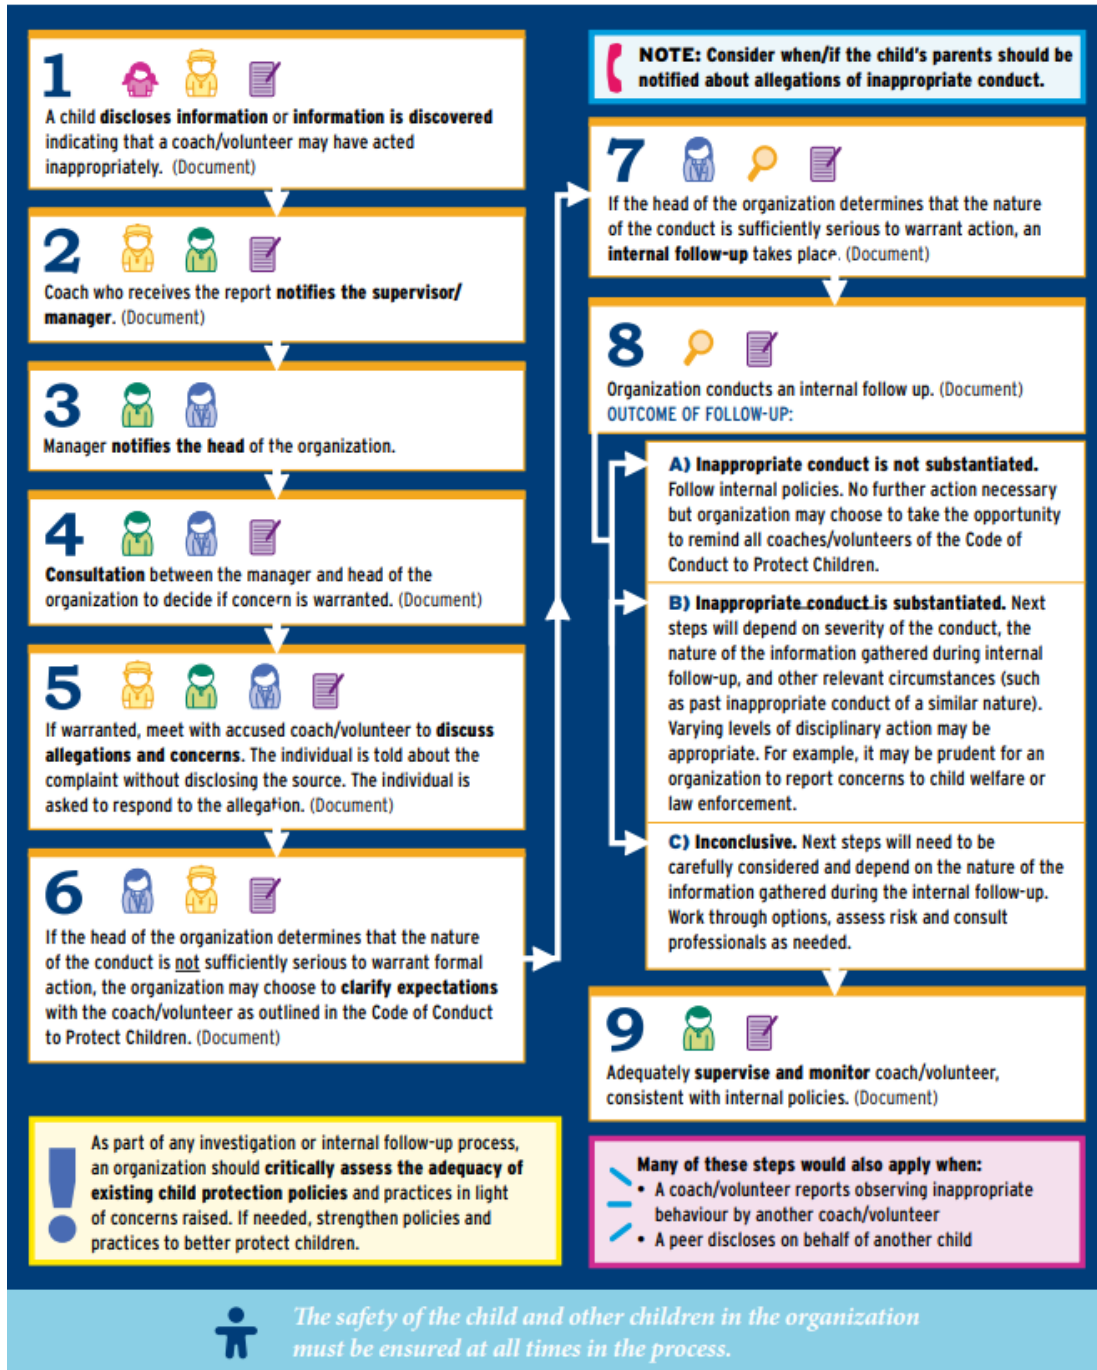 1
A child discloses information or information is discovered
indicating that a coach/volunteer may have acted
inappropriately. (Document)
2
Coach who receives the report notifies the supervisor/
manager. (Document)
3
Manager notifies the head of the organization.
4
Consultation between the manager and head of the
organization to decide if concern is warranted. (Document)
5
If warranted, meet with accused coach/volunteer to discuss
allegations and concerns. The individual is told about the
complaint without disclosing the source. The individual is
asked to respond to the allegation. (Document)
6
If the head of the organization determines that the nature
of the conduct is not sufficiently serious to warrant formal
action, the organization may choose to clarify expectations
with the coach/volunteer as outlined in the Code of Conduct
to Protect Children. (Document)
!
As part of any investigation or internal follow-up process,
an organization should critically assess the adequacy of
existing child protection policies and practices in light
of concerns raised. If needed, strengthen policies and
practices to better protect children.
NOTE: Consider when/if the child's parents should be
notified about allegations of inappropriate conduct.
7
If the head of the organization determines that the nature
of the conduct is sufficiently serious to warrant action, an
internal follow-up takes place. (Document)
8
Organization conducts an internal follow up. (Document)
OUTCOME OF FOLLOW-UP:
A) Inappropriate conduct is not substantiated.
Follow internal policies. No further action necessary
but organization may choose to take the opportunity
to remind all coaches/volunteers of the Code of
Conduct to Protect Children.
B) Inappropriate conduct is substantiated. Next
steps will depend on severity of the conduct, the
nature of the information gathered during internal
follow-up, and other relevant circumstances (such
as past inappropriate conduct of a similar nature).
Varying levels of disciplinary action may be
appropriate. For example, it may be prudent for an
organization to report concerns to child welfare or
law enforcement.
C) Inconclusive. Next steps will need to be
carefully considered and depend on the nature of the
information gathered during the internal follow-up.
Work through options, assess risk and consult
professionals as needed.
9
Adequately supervise and monitor coach/volunteer,
consistent with internal policies. (Document)
Many of these steps would also apply when:
• A coach/volunteer reports observing inappropriate
behaviour by another coach/volunteer
• A peer discloses on behalf of another child
The safety of the child and other children in the organization
must be ensured at all times in the process.